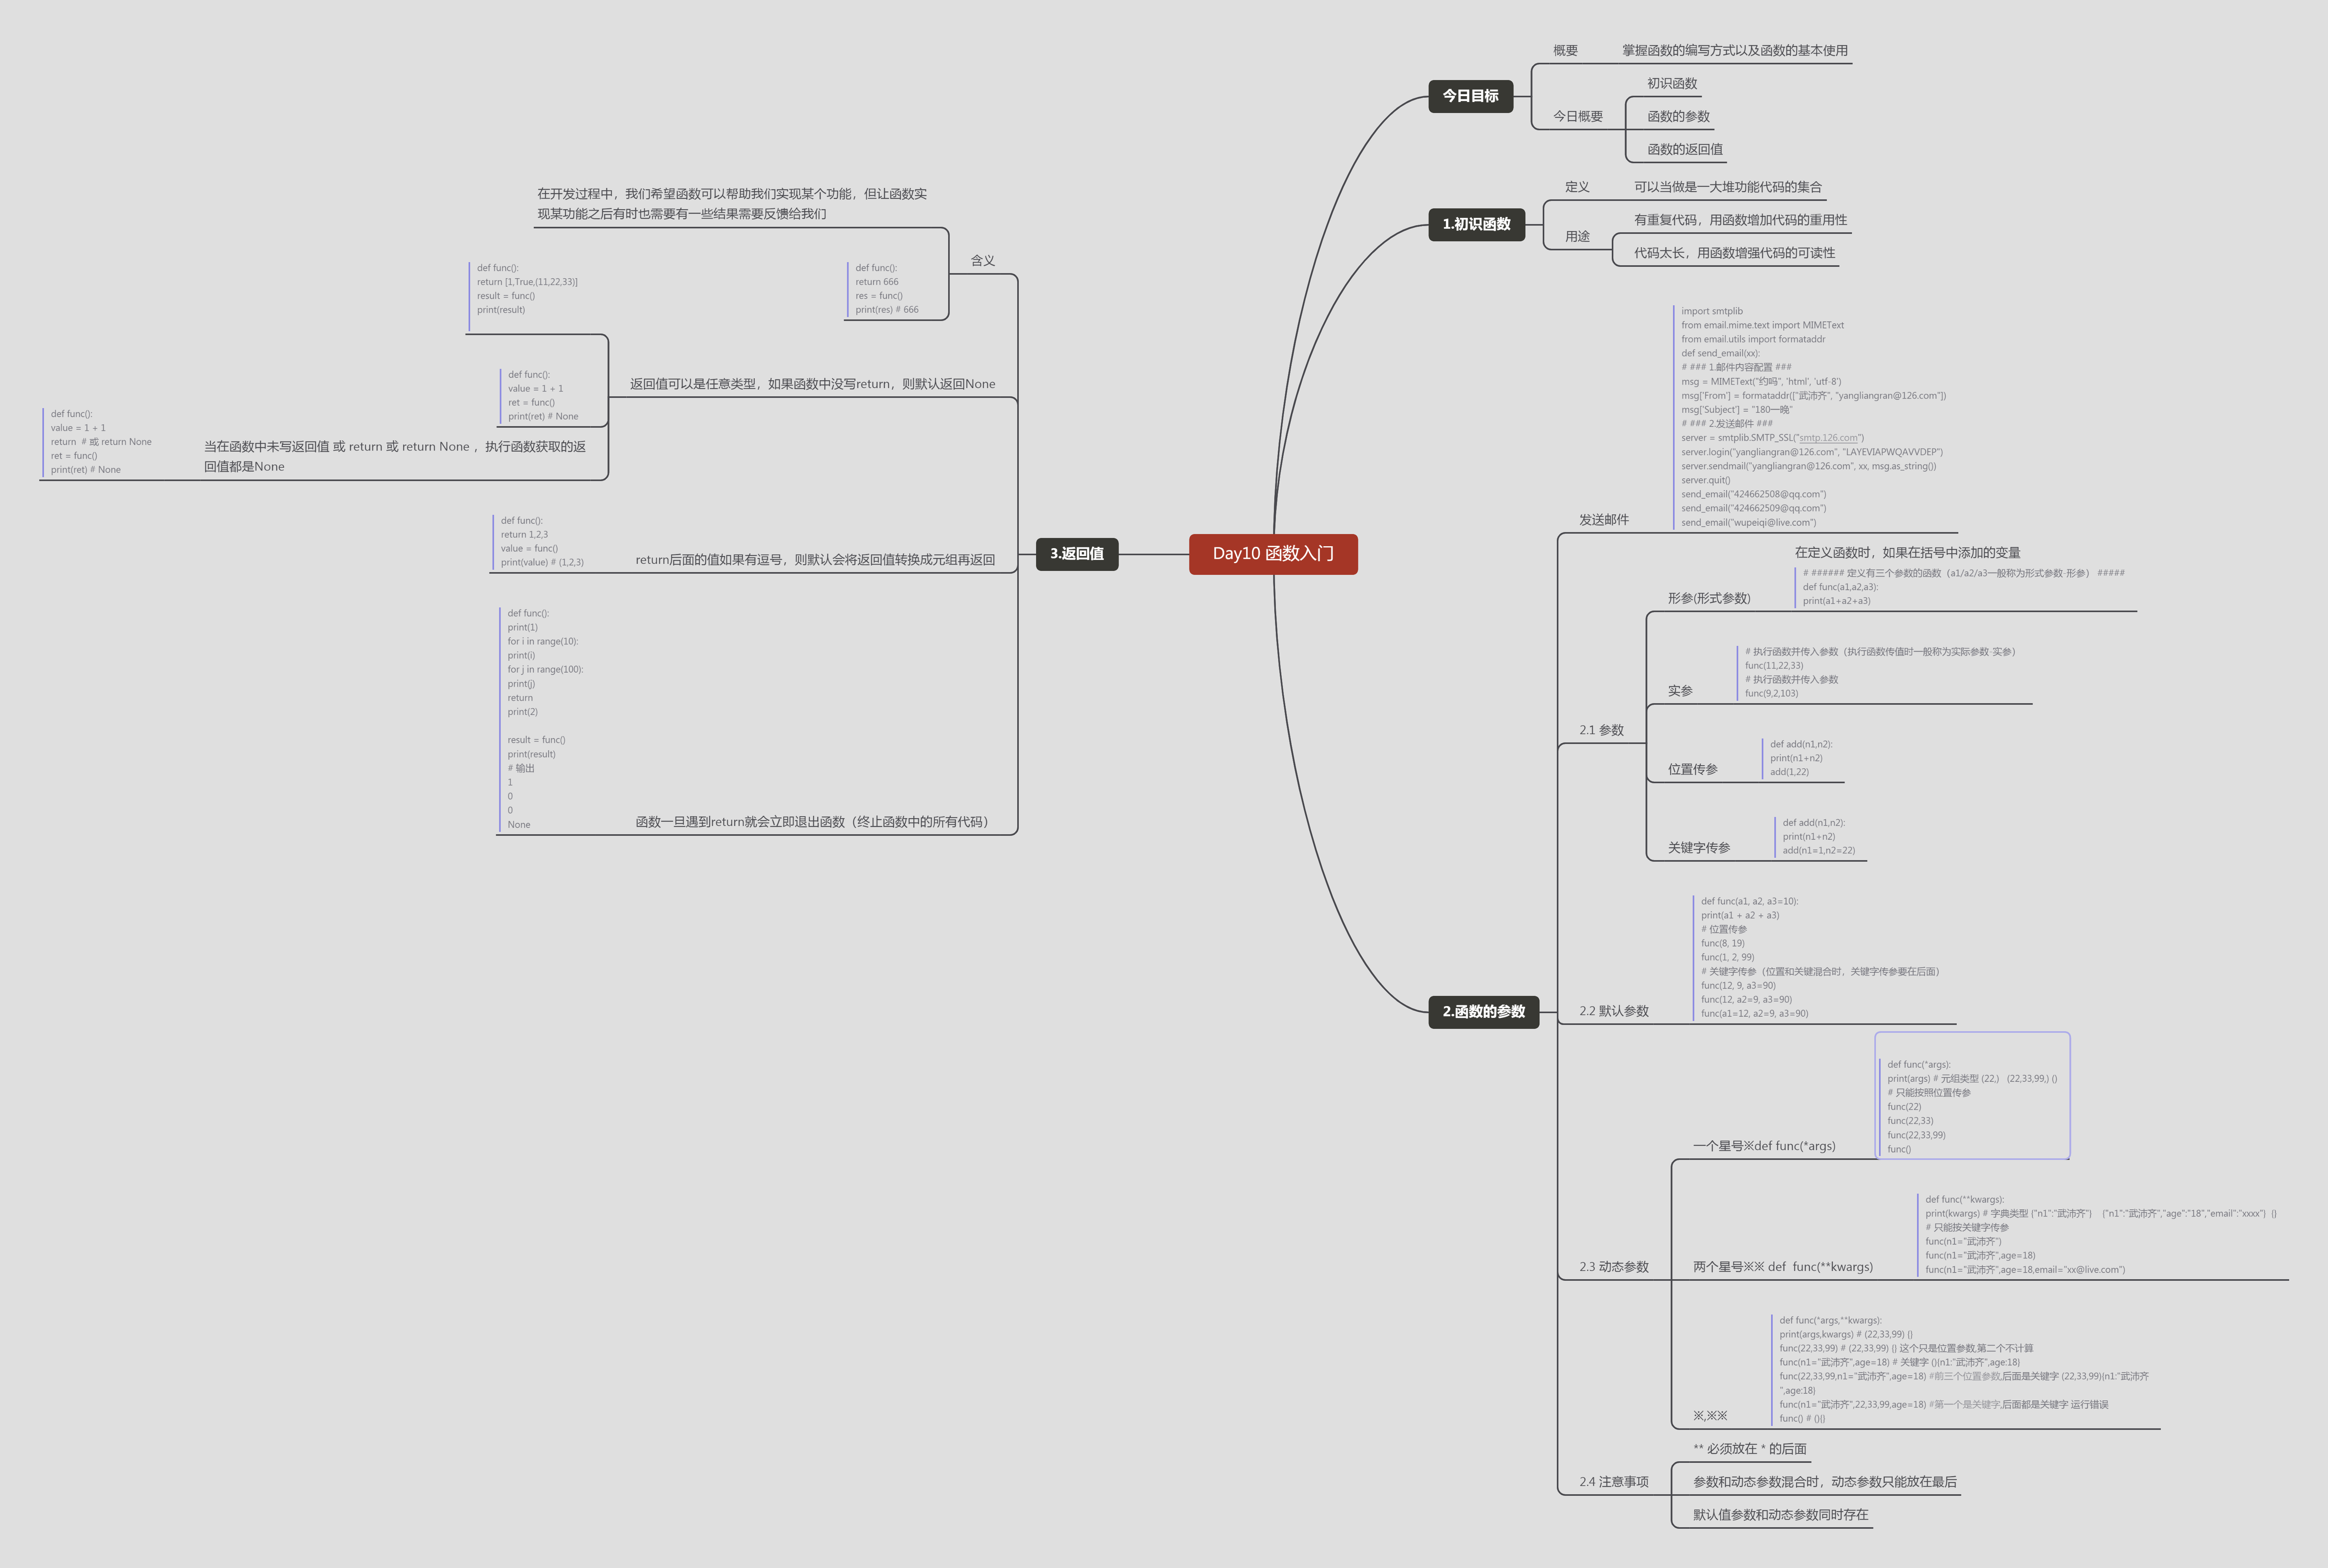 Day10 函数入门
今日目标
概要
掌握函数的编写方式以及函数的基本使用
今日概要
初识函数
函数的参数
函数的返回值
1.初识函数
定义
可以当做是一大堆功能代码的集合
用途
有重复代码，用函数增加代码的重用性
代码太长，用函数增强代码的可读性
2.函数的参数
发送邮件
import smtplib
from email.mime.text import MIMEText
from email.utils import formataddr
def send_email(xx):
# ### 1.邮件内容配置 ###
msg = MIMEText("约吗", 'html', 'utf-8')
msg['From'] = formataddr(["武沛齐", "yangliangran@126.com"])
msg['Subject'] = "180一晚"
# ### 2.发送邮件 ###
server = smtplib.SMTP_SSL("smtp.126.com")
server.login("yangliangran@126.com", "LAYEVIAPWQAVVDEP")
server.sendmail("yangliangran@126.com", xx, msg.as_string())
server.quit()
send_email("424662508@qq.com")
send_email("424662509@qq.com")
send_email("wupeiqi@live.com")
2.1 参数
形参(形式参数)
在定义函数时，如果在括号中添加的变量
# ###### 定义有三个参数的函数（a1/a2/a3一般称为形式参数-形参） #####
def func(a1,a2,a3):
print(a1+a2+a3)
实参
# 执行函数并传入参数（执行函数传值时一般称为实际参数-实参）
func(11,22,33)
# 执行函数并传入参数
func(9,2,103)
位置传参
def add(n1,n2):
print(n1+n2)
add(1,22)
关键字传参
def add(n1,n2):
print(n1+n2)
add(n1=1,n2=22)
2.2 默认参数
def func(a1, a2, a3=10):
print(a1 + a2 + a3)
# 位置传参
func(8, 19)
func(1, 2, 99)
# 关键字传参（位置和关键混合时，关键字传参要在后面）
func(12, 9, a3=90)
func(12, a2=9, a3=90)
func(a1=12, a2=9, a3=90)
2.3 动态参数
一个星号※def func(*args)
def func(*args):
print(args) # 元组类型 (22,)   (22,33,99,) ()
# 只能按照位置传参
func(22)
func(22,33)
func(22,33,99)
func()
两个星号※※ def  func(**kwargs)
def func(**kwargs):
print(kwargs) # 字典类型 {"n1":"武沛齐"}    {"n1":"武沛齐","age":"18","email":"xxxx"}  {}
# 只能按关键字传参
func(n1="武沛齐")
func(n1="武沛齐",age=18)
func(n1="武沛齐",age=18,email="xx@live.com")
※,※※
def func(*args,**kwargs):
print(args,kwargs) # (22,33,99) {}
func(22,33,99) # (22,33,99) {} 这个只是位置参数,第二个不计算
func(n1="武沛齐",age=18) # 关键字 (){n1:"武沛齐",age:18}
func(22,33,99,n1="武沛齐",age=18) #前三个位置参数,后面是关键字 (22,33,99){n1:"武沛齐
",age:18}
func(n1="武沛齐",22,33,99,age=18) #第一个是关键字,后面都是关键字 运行错误
func() # (){}
2.4 注意事项
** 必须放在 * 的后面
参数和动态参数混合时，动态参数只能放在最后
默认值参数和动态参数同时存在
3.返回值
含义
在开发过程中，我们希望函数可以帮助我们实现某个功能，但让函数实
现某功能之后有时也需要有一些结果需要反馈给我们
def func():
return 666
res = func()
print(res) # 666
返回值可以是任意类型，如果函数中没写return，则默认返回None
def func():
return [1,True,(11,22,33)]
result = func()
print(result)
def func():
value = 1 + 1
ret = func()
print(ret) # None
当在函数中未写返回值 或 return 或 return None ，执行函数获取的返
回值都是None
def func():
value = 1 + 1
return  # 或 return None
ret = func()
print(ret) # None
return后面的值如果有逗号，则默认会将返回值转换成元组再返回
def func():
return 1,2,3
value = func()
print(value) # (1,2,3)
函数一旦遇到return就会立即退出函数（终止函数中的所有代码）
def func():
print(1)
for i in range(10):
print(i)
for j in range(100):
print(j)
return
print(2)
result = func()
print(result)
# 输出
1
0
0
None